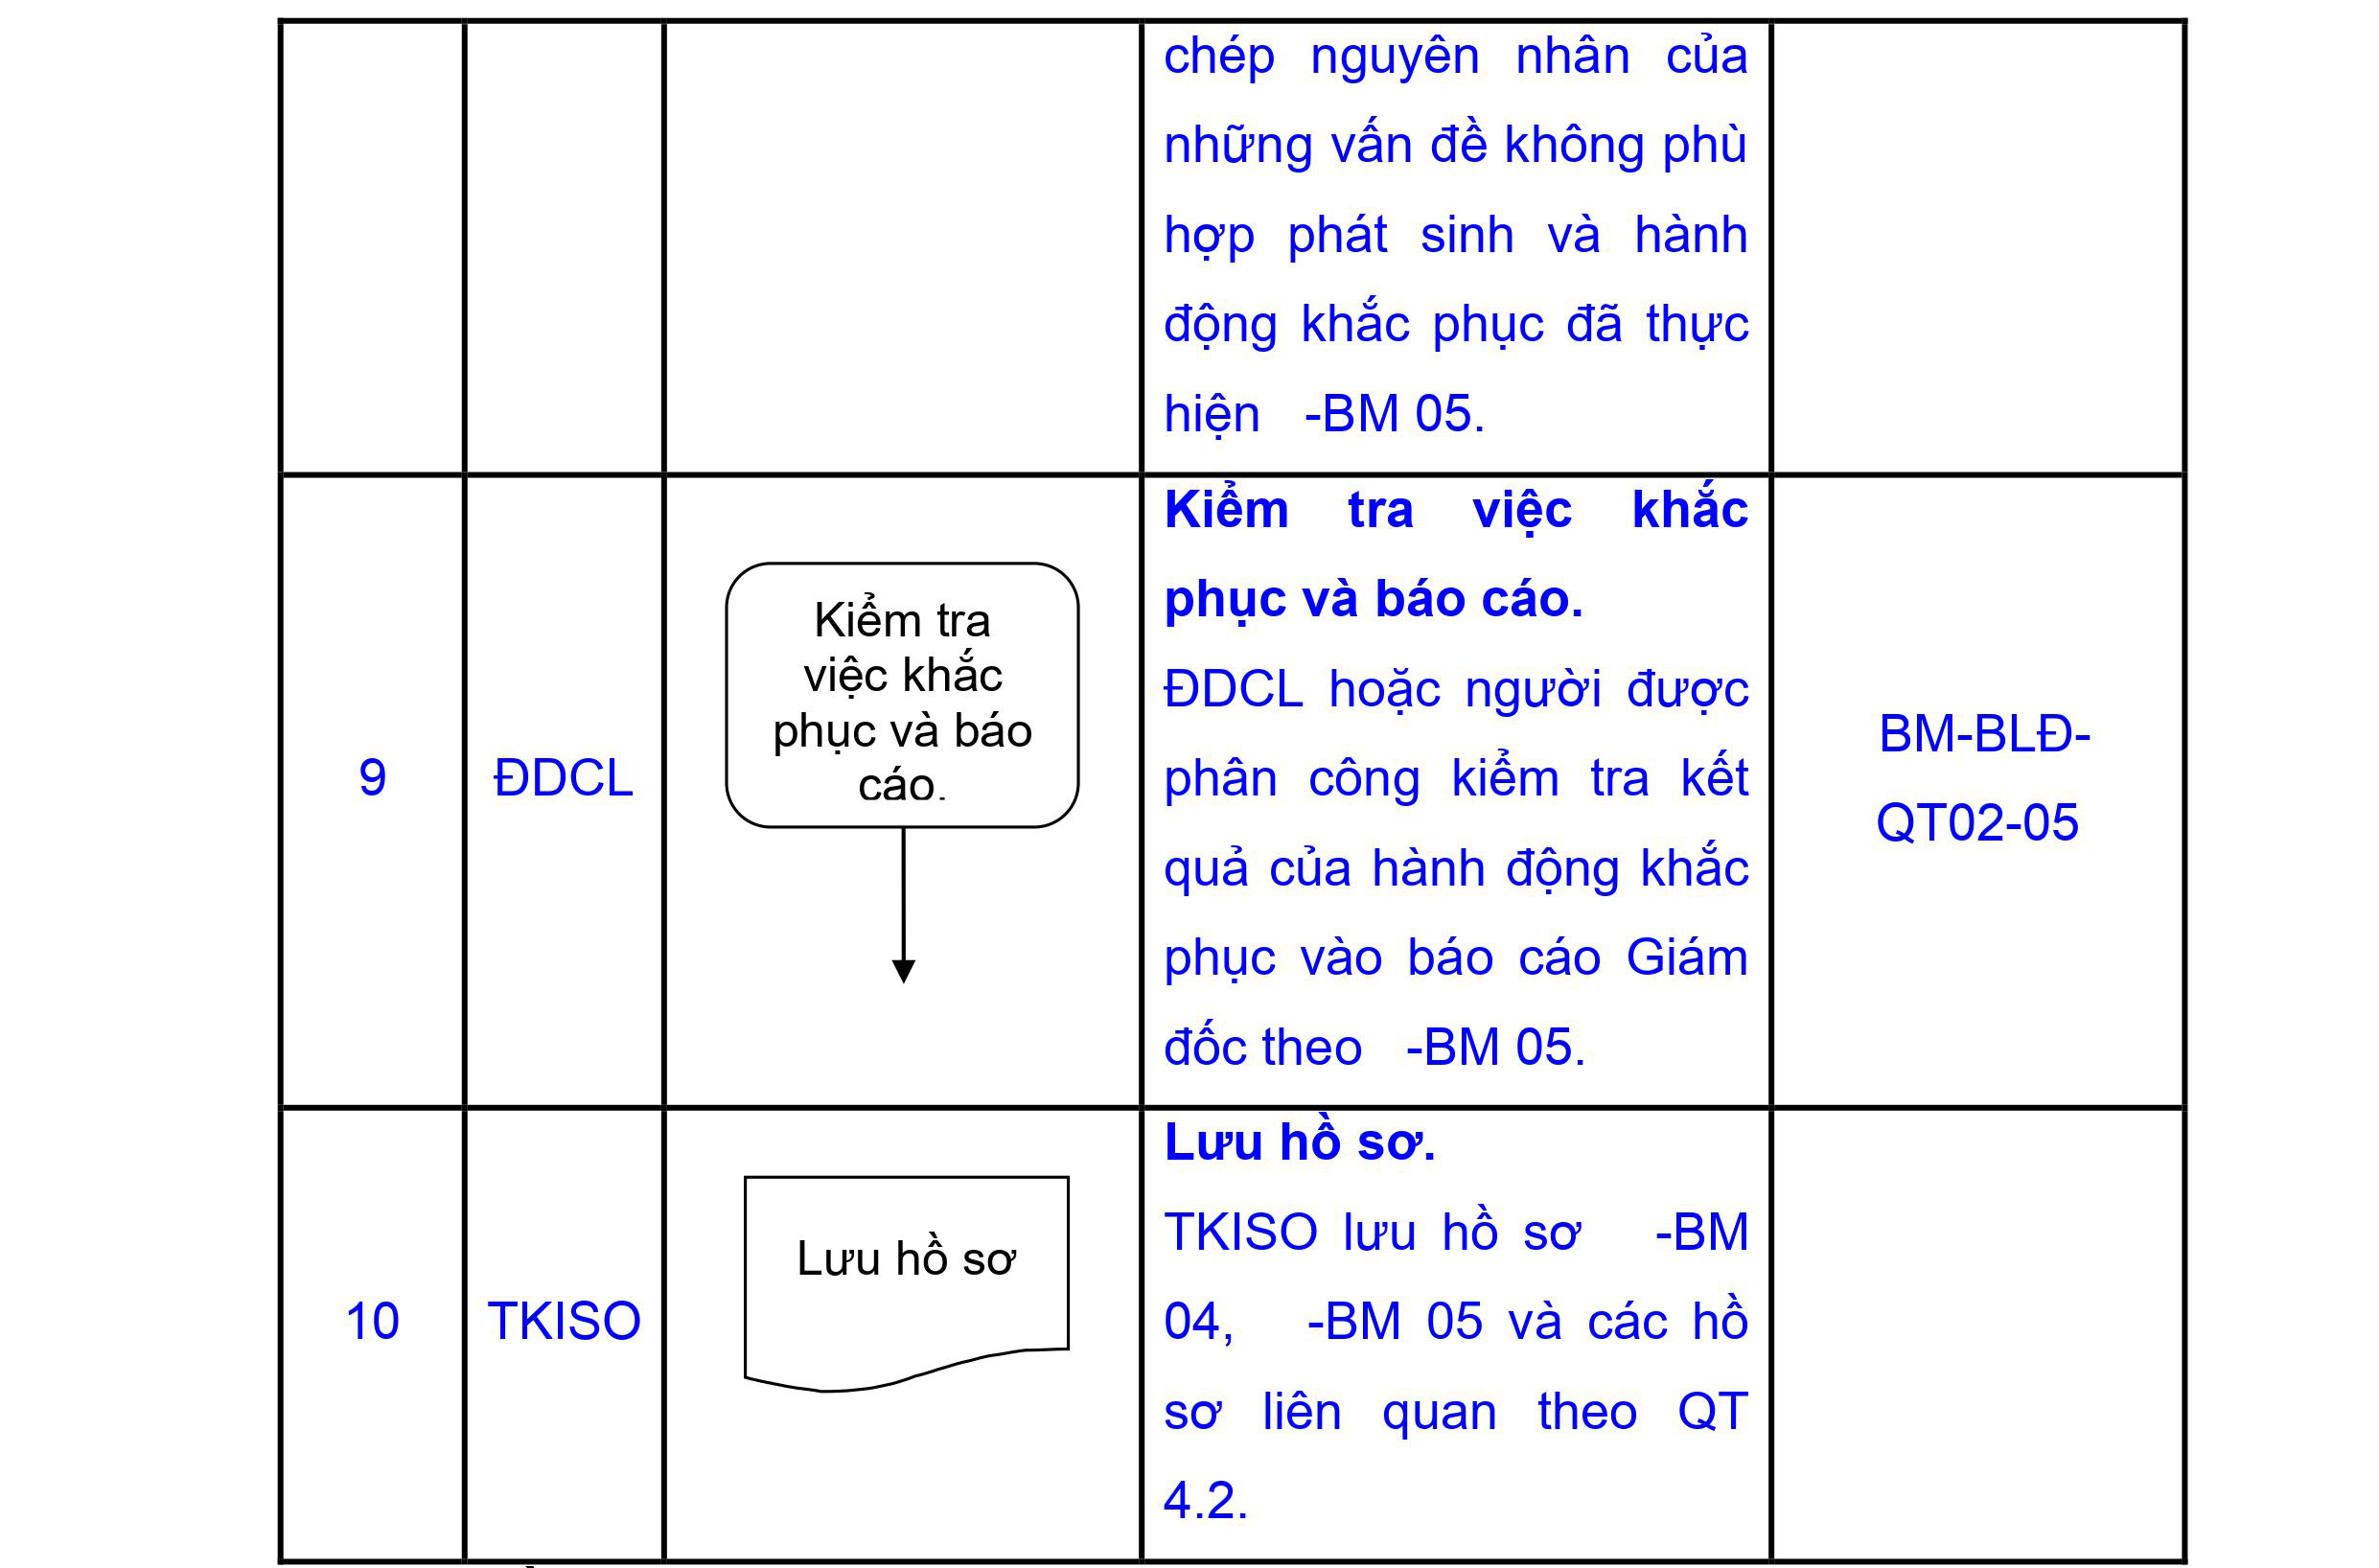 chép nguyên nhân của
những vấn đề không phù
hợp phát sinh và hành
động khắc phục đã thực
hiện -BM 05.
9
ĐDCL
Kiểm tra
việc khắc
phục và báo
cáo.
Kiểm tra việc khắc
phục và báo cáo.
ĐDCL hoặc người được
phân công kiểm tra kết
quả của hành động khắc
phục vào báo cáo Giám
đốc theo -BM 05.
BM-BLĐ-
QT02-05
10
TKISO
Lưu hồ sơ
Lưu hồ sơ.
TKISO lưu hồ sơ -BM
04, -BM 05 và các hồ
sơ liên quan theo QT
4.2.